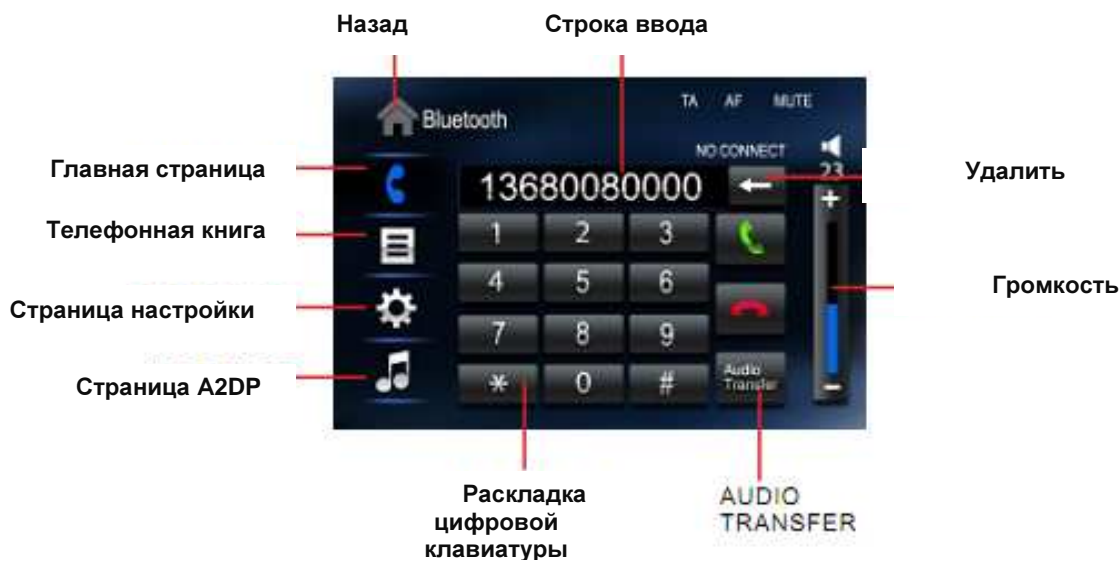 Назад
Строка ввода
TA AF MUTE
Bluetooth
NO CONNECT
Главная страница
23
Удалить
13680080000
+
Телефонная книга
1 2 3
4 5 6
Громкость
Страница настройки
7 8 9
Страница A2DP
* 0 #
Audio
Transfer
-
Раскладка
цифровой
клавиатуры
AUDIO
TRANSFER